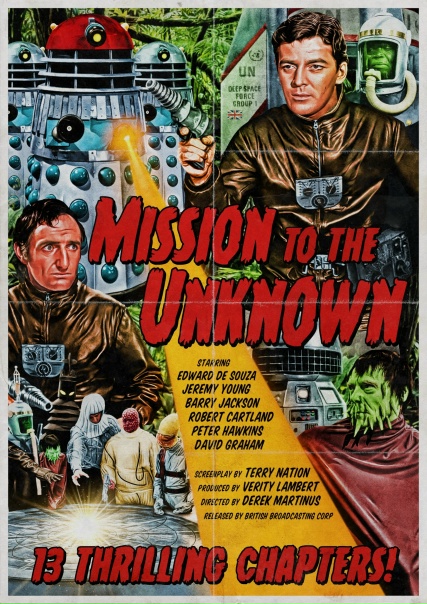 UN
DEEP SPACE
FORCE
GROUP 1
MISSION TO THE
UNKNOWN
STARRING
EDWARD DE SOUZA
JEREMY YOUNG
BARRY JACKSON
ROBERT CARTLAND
PETER HAWKINS
DAVID GRAHAM
SCREENPLAY BY TERRY NATION
PRODUCED BY VERITY LAMBERT
DIRECTED BY DEREK MARTINUS
RELEASED BY BRITISH BROADCASTING CORP
13 THRILLING CHAPTERS!